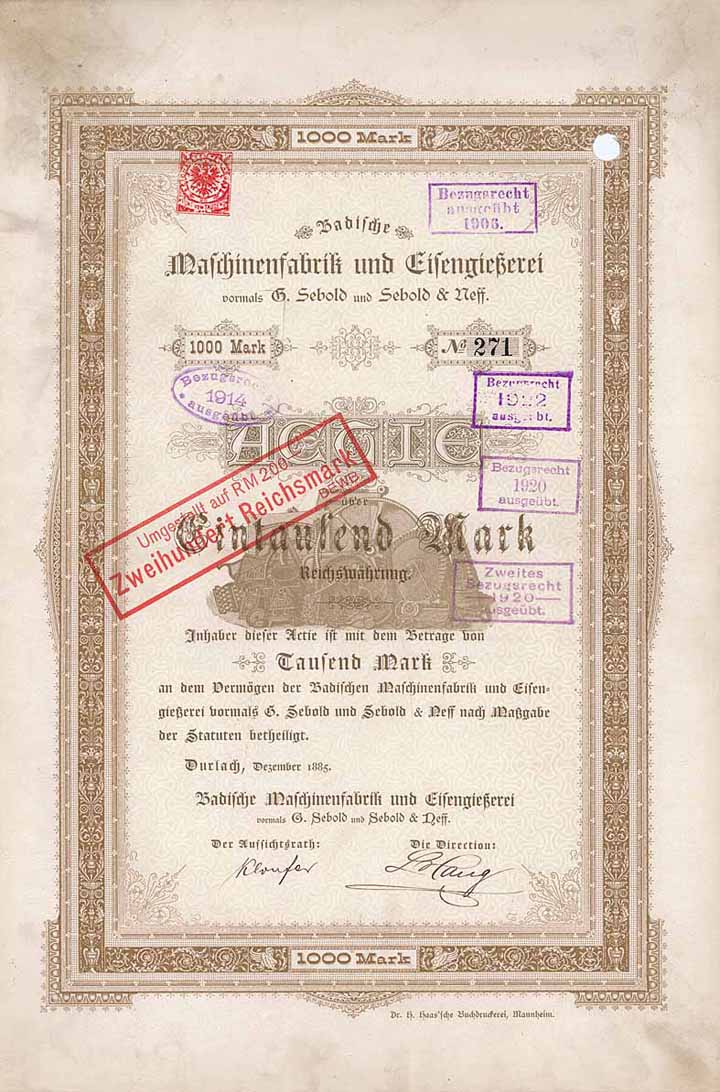 1000 Mark
Bezugsrecht
ausgeübt
1906.
Badische
Maschinenfabrik und Eisengießerei
vormals G. Sebold und Sebold & Neff.
1000 Mark
No 271
Bezugsrecht
1914
ausgeübt
Bezugsrecht
1922
ausgeübt.
ACTIE
Bezugsrecht
1920
ausgeübt.
Umgestellt auf RM 200
Zweihundert Reichsmark
BEWB.
über
Eintausend Mark
Reichswährung.
Zweites
Bezugsrecht
1920
ausgeübt.
Inhaber dieser Actie ist mit dem Betrage von
Tausend Mark
an dem Vermögen der Badischen Maschinenfabrik und Eisen-
gießerei vormals G. Sebold und Sebold & Neff nach Maßgabe
der Statuten betheiligt.
Durlach, Dezember 1885.
Badische Maschinenfabrik und Eisengießerei
vormals G. Sebold und Sebold & Neff.
Der Aufsichtsrath:
Die Direction:
1000 Mark
Dr. H. Haas'sche Buchdruckerei, Mannheim.